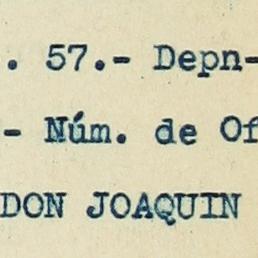 . 57.- Depn-
- Núm. de Of
DON JOAQUIN